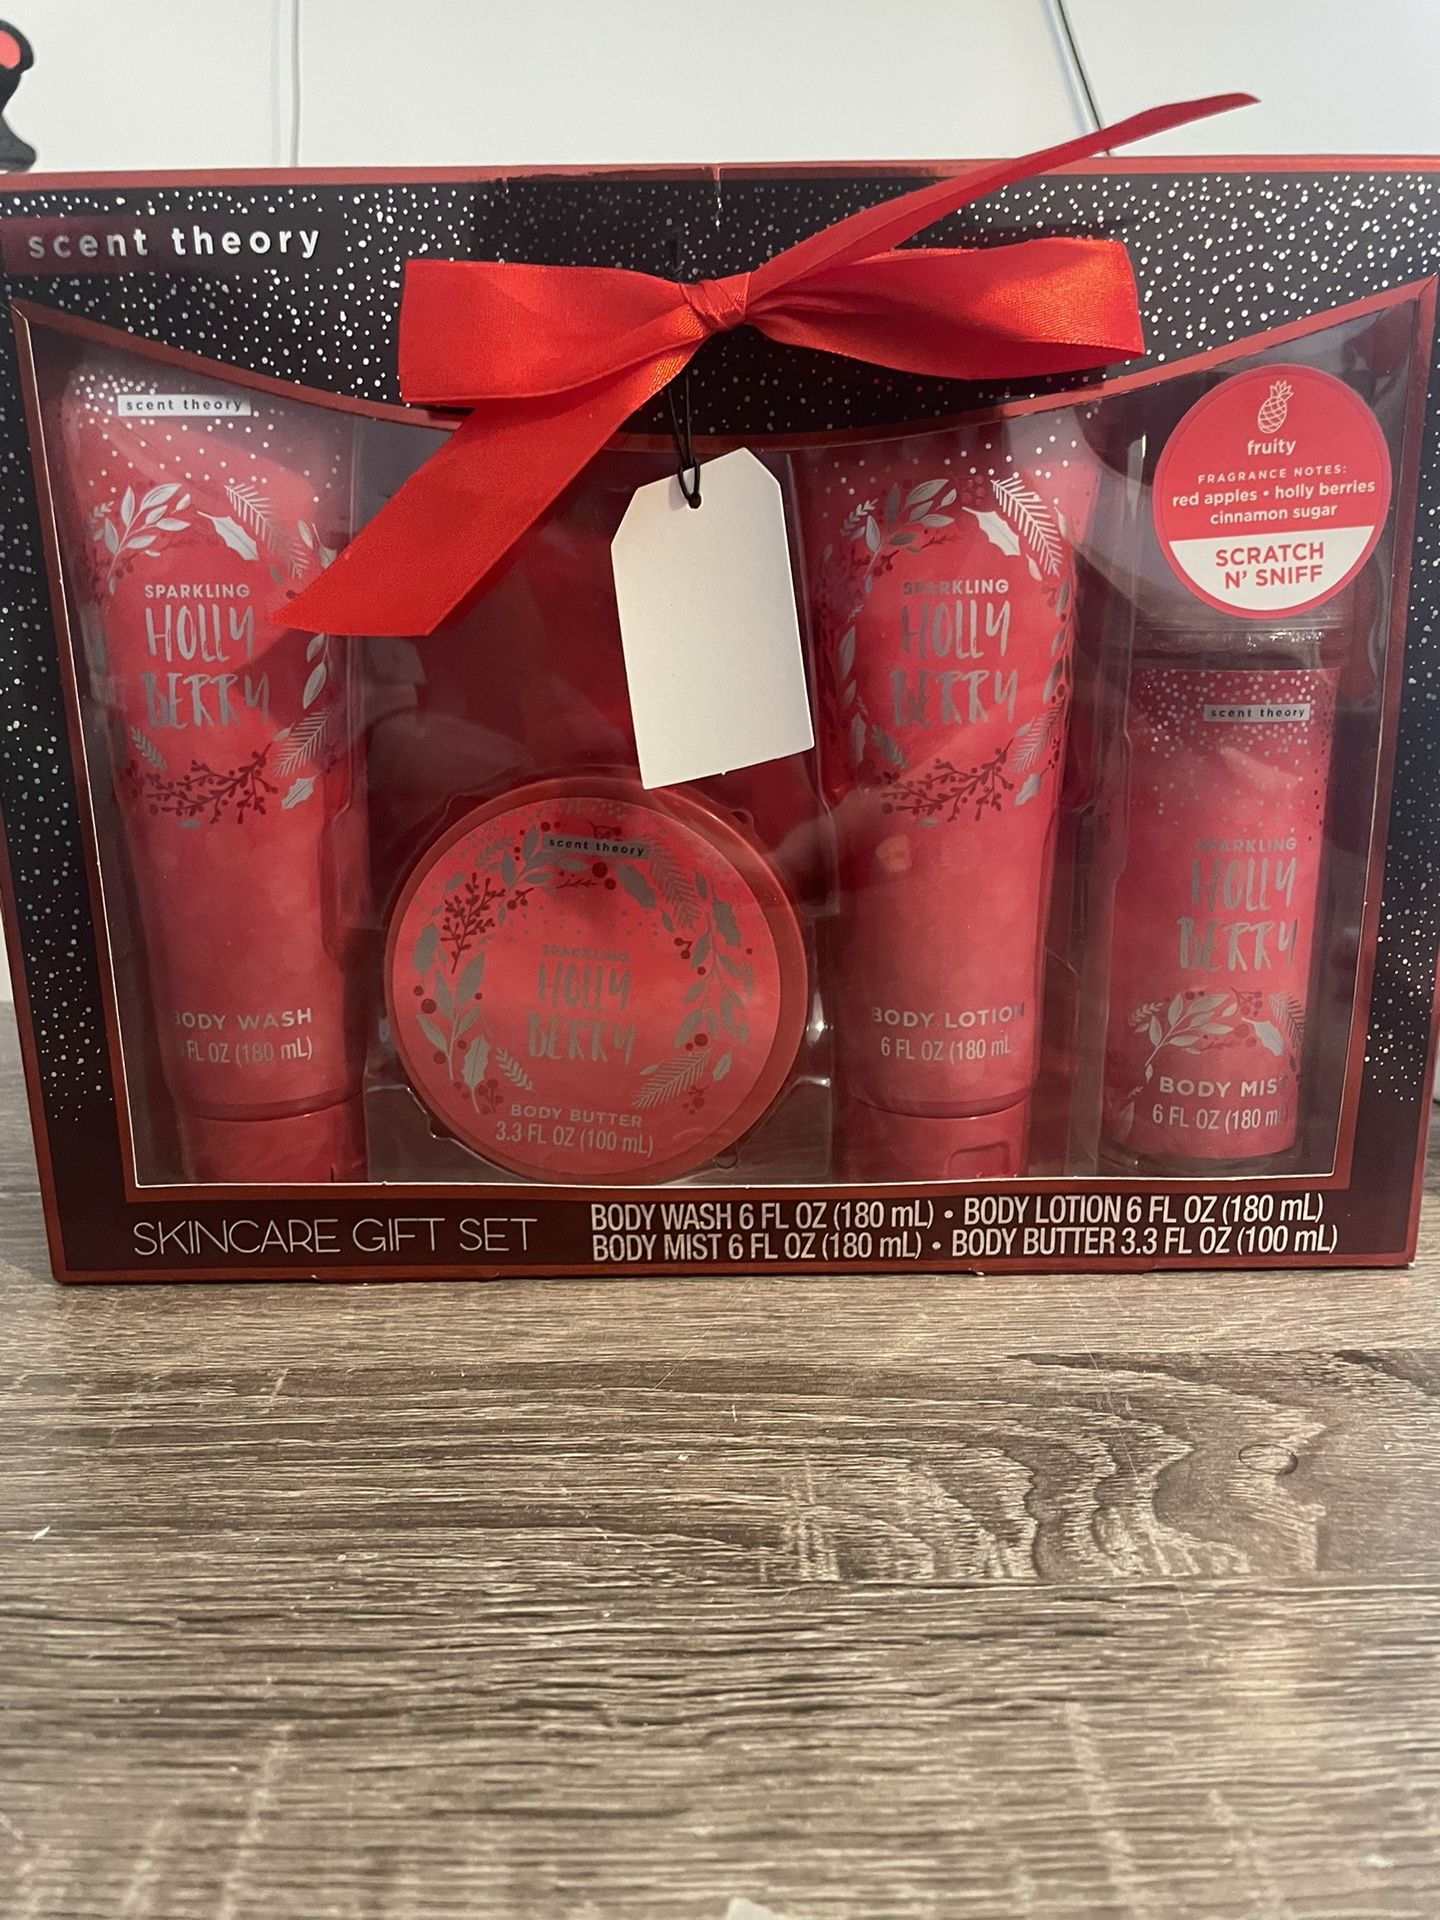 scent theory
scent theory
SPARKLING
HOLLY
BERRY
BODY WASH
FL OZ (180 mL)
scent theory
SPARKLING
HOLLY
BERRY
BODY BUTTER
3.3 FL OZ (100 mL)
SPARKLING
HOLLY
BERRY
BODY LOTION
6 FL OZ (180 mL
fruity
FRAGRANCE NOTES:
red apples • holly berries
cinnamon sugar
SCRATCH
N' SNIFF
scent theory
SPARKLING
HOLLY
BERRY
BODY MIST
6 FL OZ (180 m
SKINCARE GIFT SET
BODY WASH 6 FL OZ (180 mL) • BODY LOTION 6 FL OZ (180 mL)
BODY MIST 6 FL OZ (180 mL) • BODY BUTTER 3.3 FL OZ (100 mL)